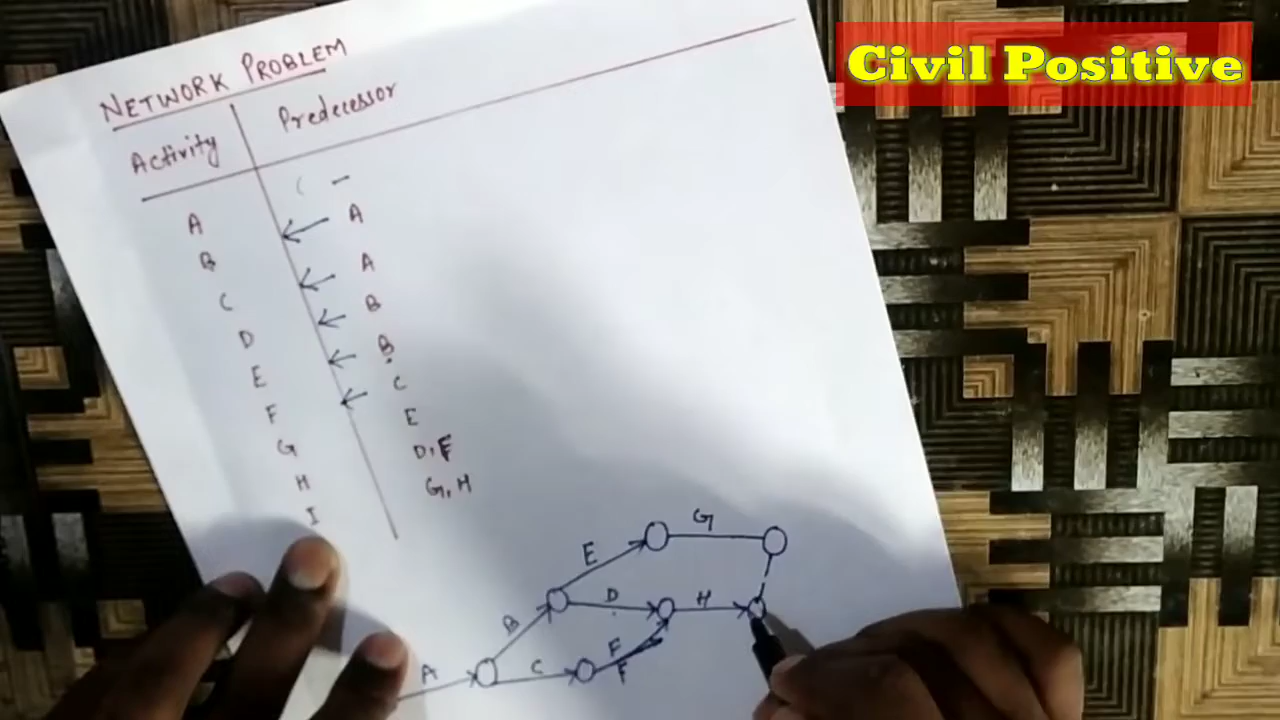 Civil Positive
NETWORK PROBLEM
Activity Predecessor
A -
B A
C A
D B
E B
F C
G E
H D, F
I G, H
G
E
D H
B
F
A C F